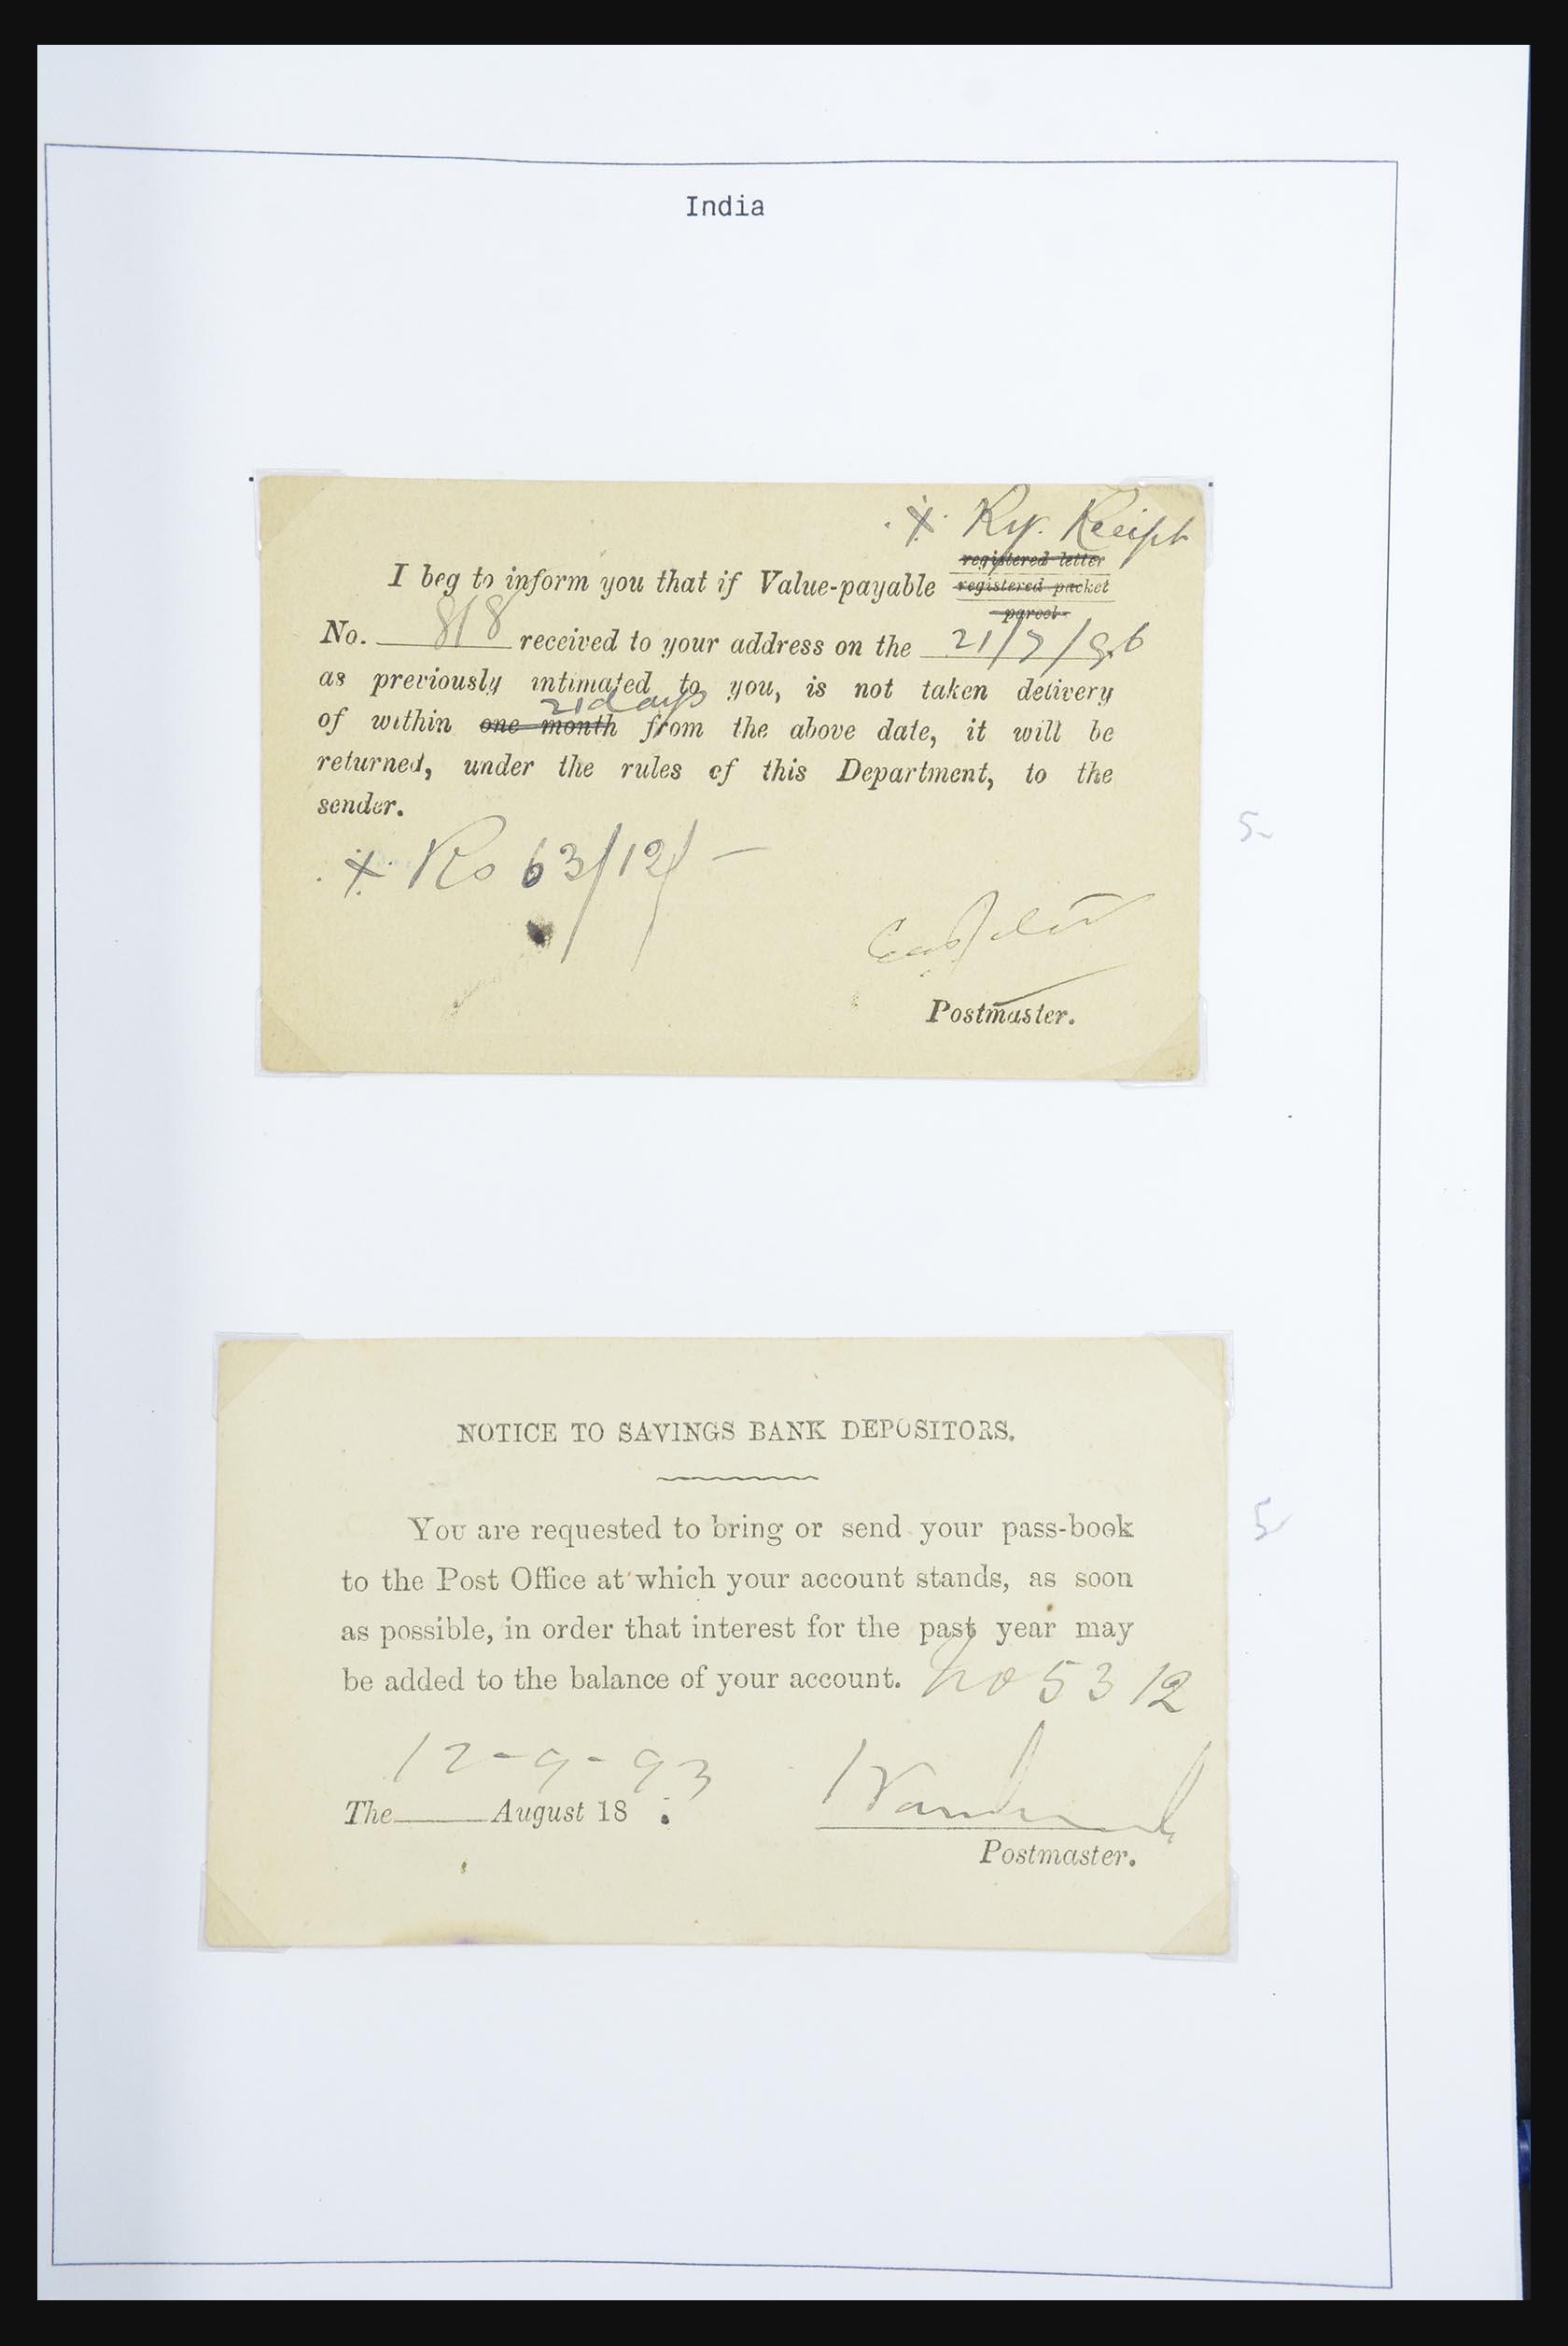 India
Ry. Receipt
registered letter
I beg to inform you that if Value-payable registered packet
parcel
No. 818 received to your address on the 21/7/96
as previously intimated to you, is not taken delivery
21 days
of within one month from the above date, it will be
returned, under the rules of this Department, to the
sender.
Rs 63/12/-
Postmaster.
5
NOTICE TO SAVINGS BANK DEPOSITORS.
You are requested to bring or send your pass-book
to the Post Office at which your account stands, as soon
as possible, in order that interest for the past year may
be added to the balance of your account. No 5312
12-9-93
The August 18 .
Postmaster.
5